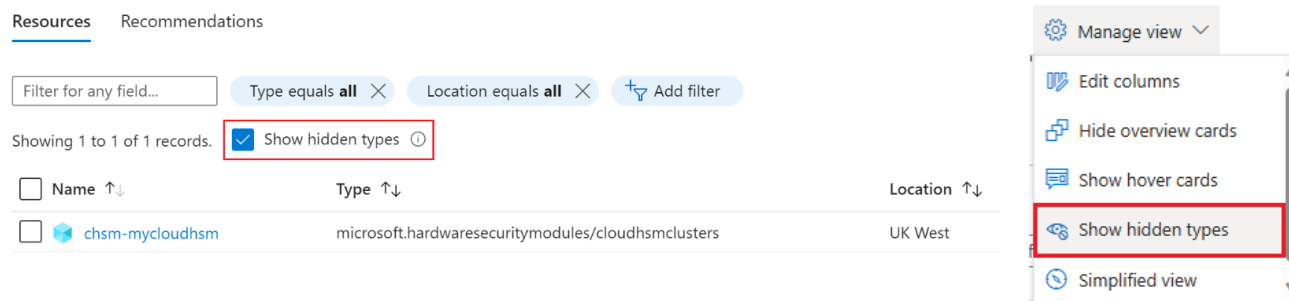 Resources Recommendations
Filter for any field...
Type equals all
Location equals all
Add filter
Showing 1 to 1 of 1 records.
Show hidden types
Name Type Location
chsm-mycloudhsm microsoft.hardwaresecuritymodules/cloudhsmclusters UK West
Manage view
Edit columns
Hide overview cards
Show hover cards
Show hidden types
Simplified view